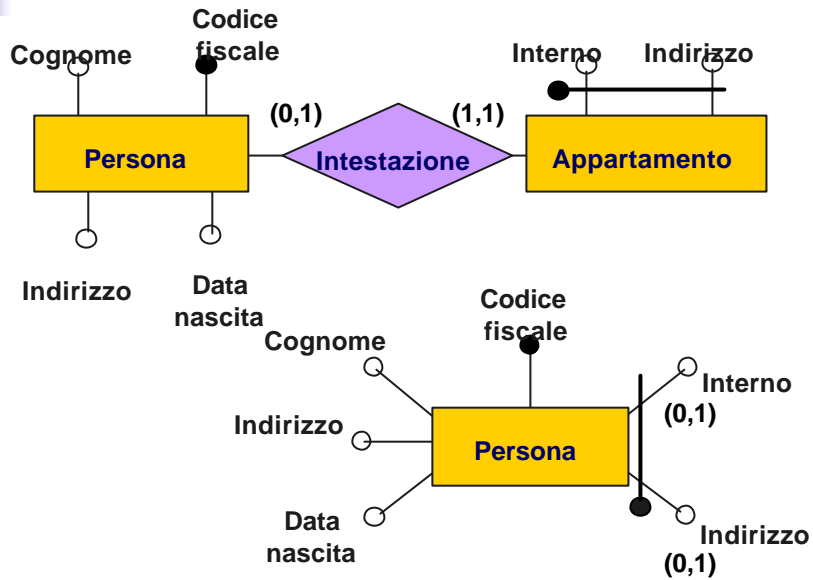 Codice
fiscale
Cognome
Interno
Indirizzo
(0,1)
(1,1)
Persona
Intestazione
Appartamento
Indirizzo
Data
nascita
Codice
fiscale
Cognome
Interno
(0,1)
Indirizzo
Persona
Data
nascita
Indirizzo
(0,1)